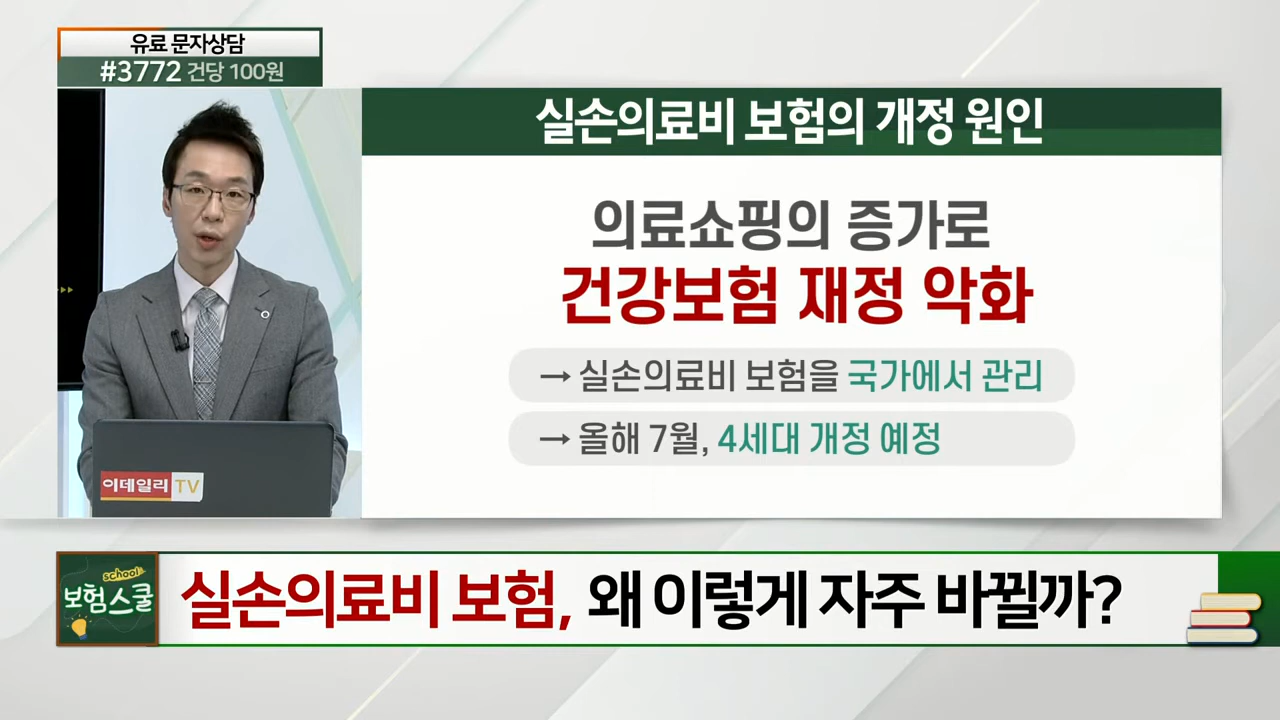 유료 문자상담
#3772 건당 100원
실손의료비 보험의 개정 원인
의료쇼핑의 증가로
건강보험 재정 악화
→ 실손의료비 보험을 국가에서 관리
→ 올해 7월, 4세대 개정 예정
이데일리 TV
school
보험스쿨
실손의료비 보험, 왜 이렇게 자주 바뀔까?